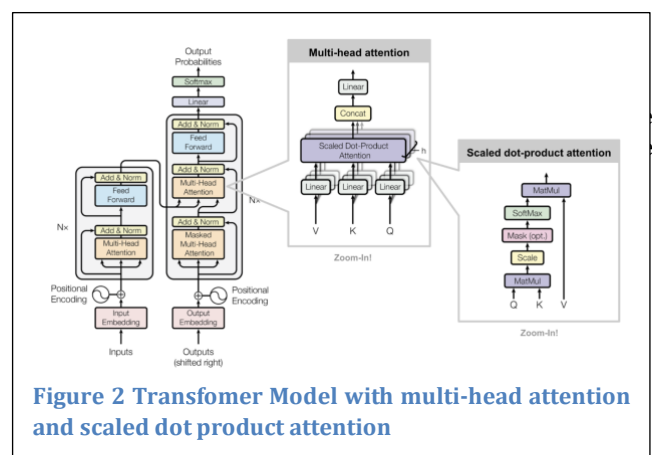 Output
Probabilities
Softmax
Linear
Add & Norm
Feed
Forward
Add & Norm
Multi-Head
Attention
Add & Norm
Masked
Multi-Head
Attention
Nx
Positional
Encoding
Output
Embedding
Outputs
(shifted right)
Add & Norm
Feed
Forward
Add & Norm
Multi-Head
Attention
Nx
Positional
Encoding
Input
Embedding
Inputs
Multi-head attention
Linear
Concat
Scaled Dot-Product
Attention
h
Linear Linear Linear
V K Q
Zoom-In!
Scaled dot-product attention
MatMul
SoftMax
Mask (opt.)
Scale
MatMul
Q K V
Zoom-In!
Figure 2 Transfomer Model with multi-head attention
and scaled dot product attention